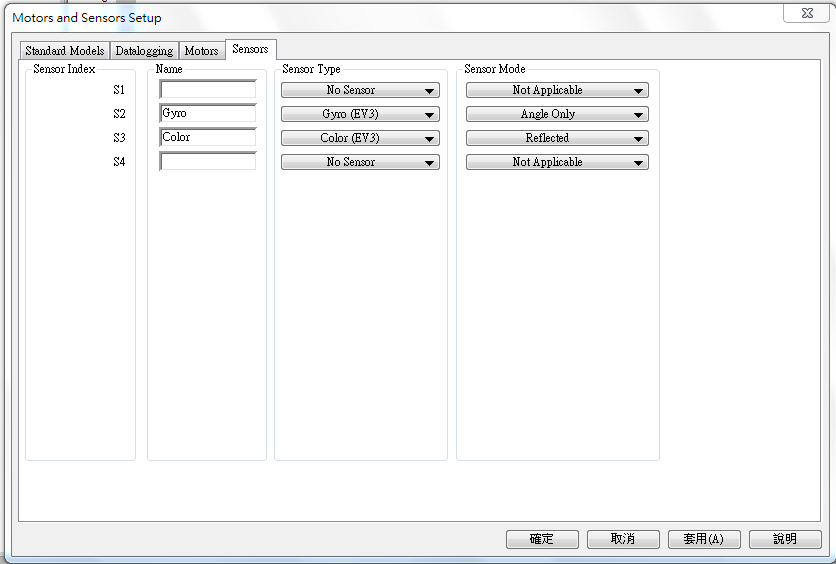 Motors and Sensors Setup
Standard Models Datalogging Motors Sensors
Sensor Index Name Sensor Type Sensor Mode
S1 No Sensor Not Applicable
S2 Gyro Gyro (EV3) Angle Only
S3 Color Color (EV3) Reflected
S4 No Sensor Not Applicable
確定 取消 套用(A) 說明